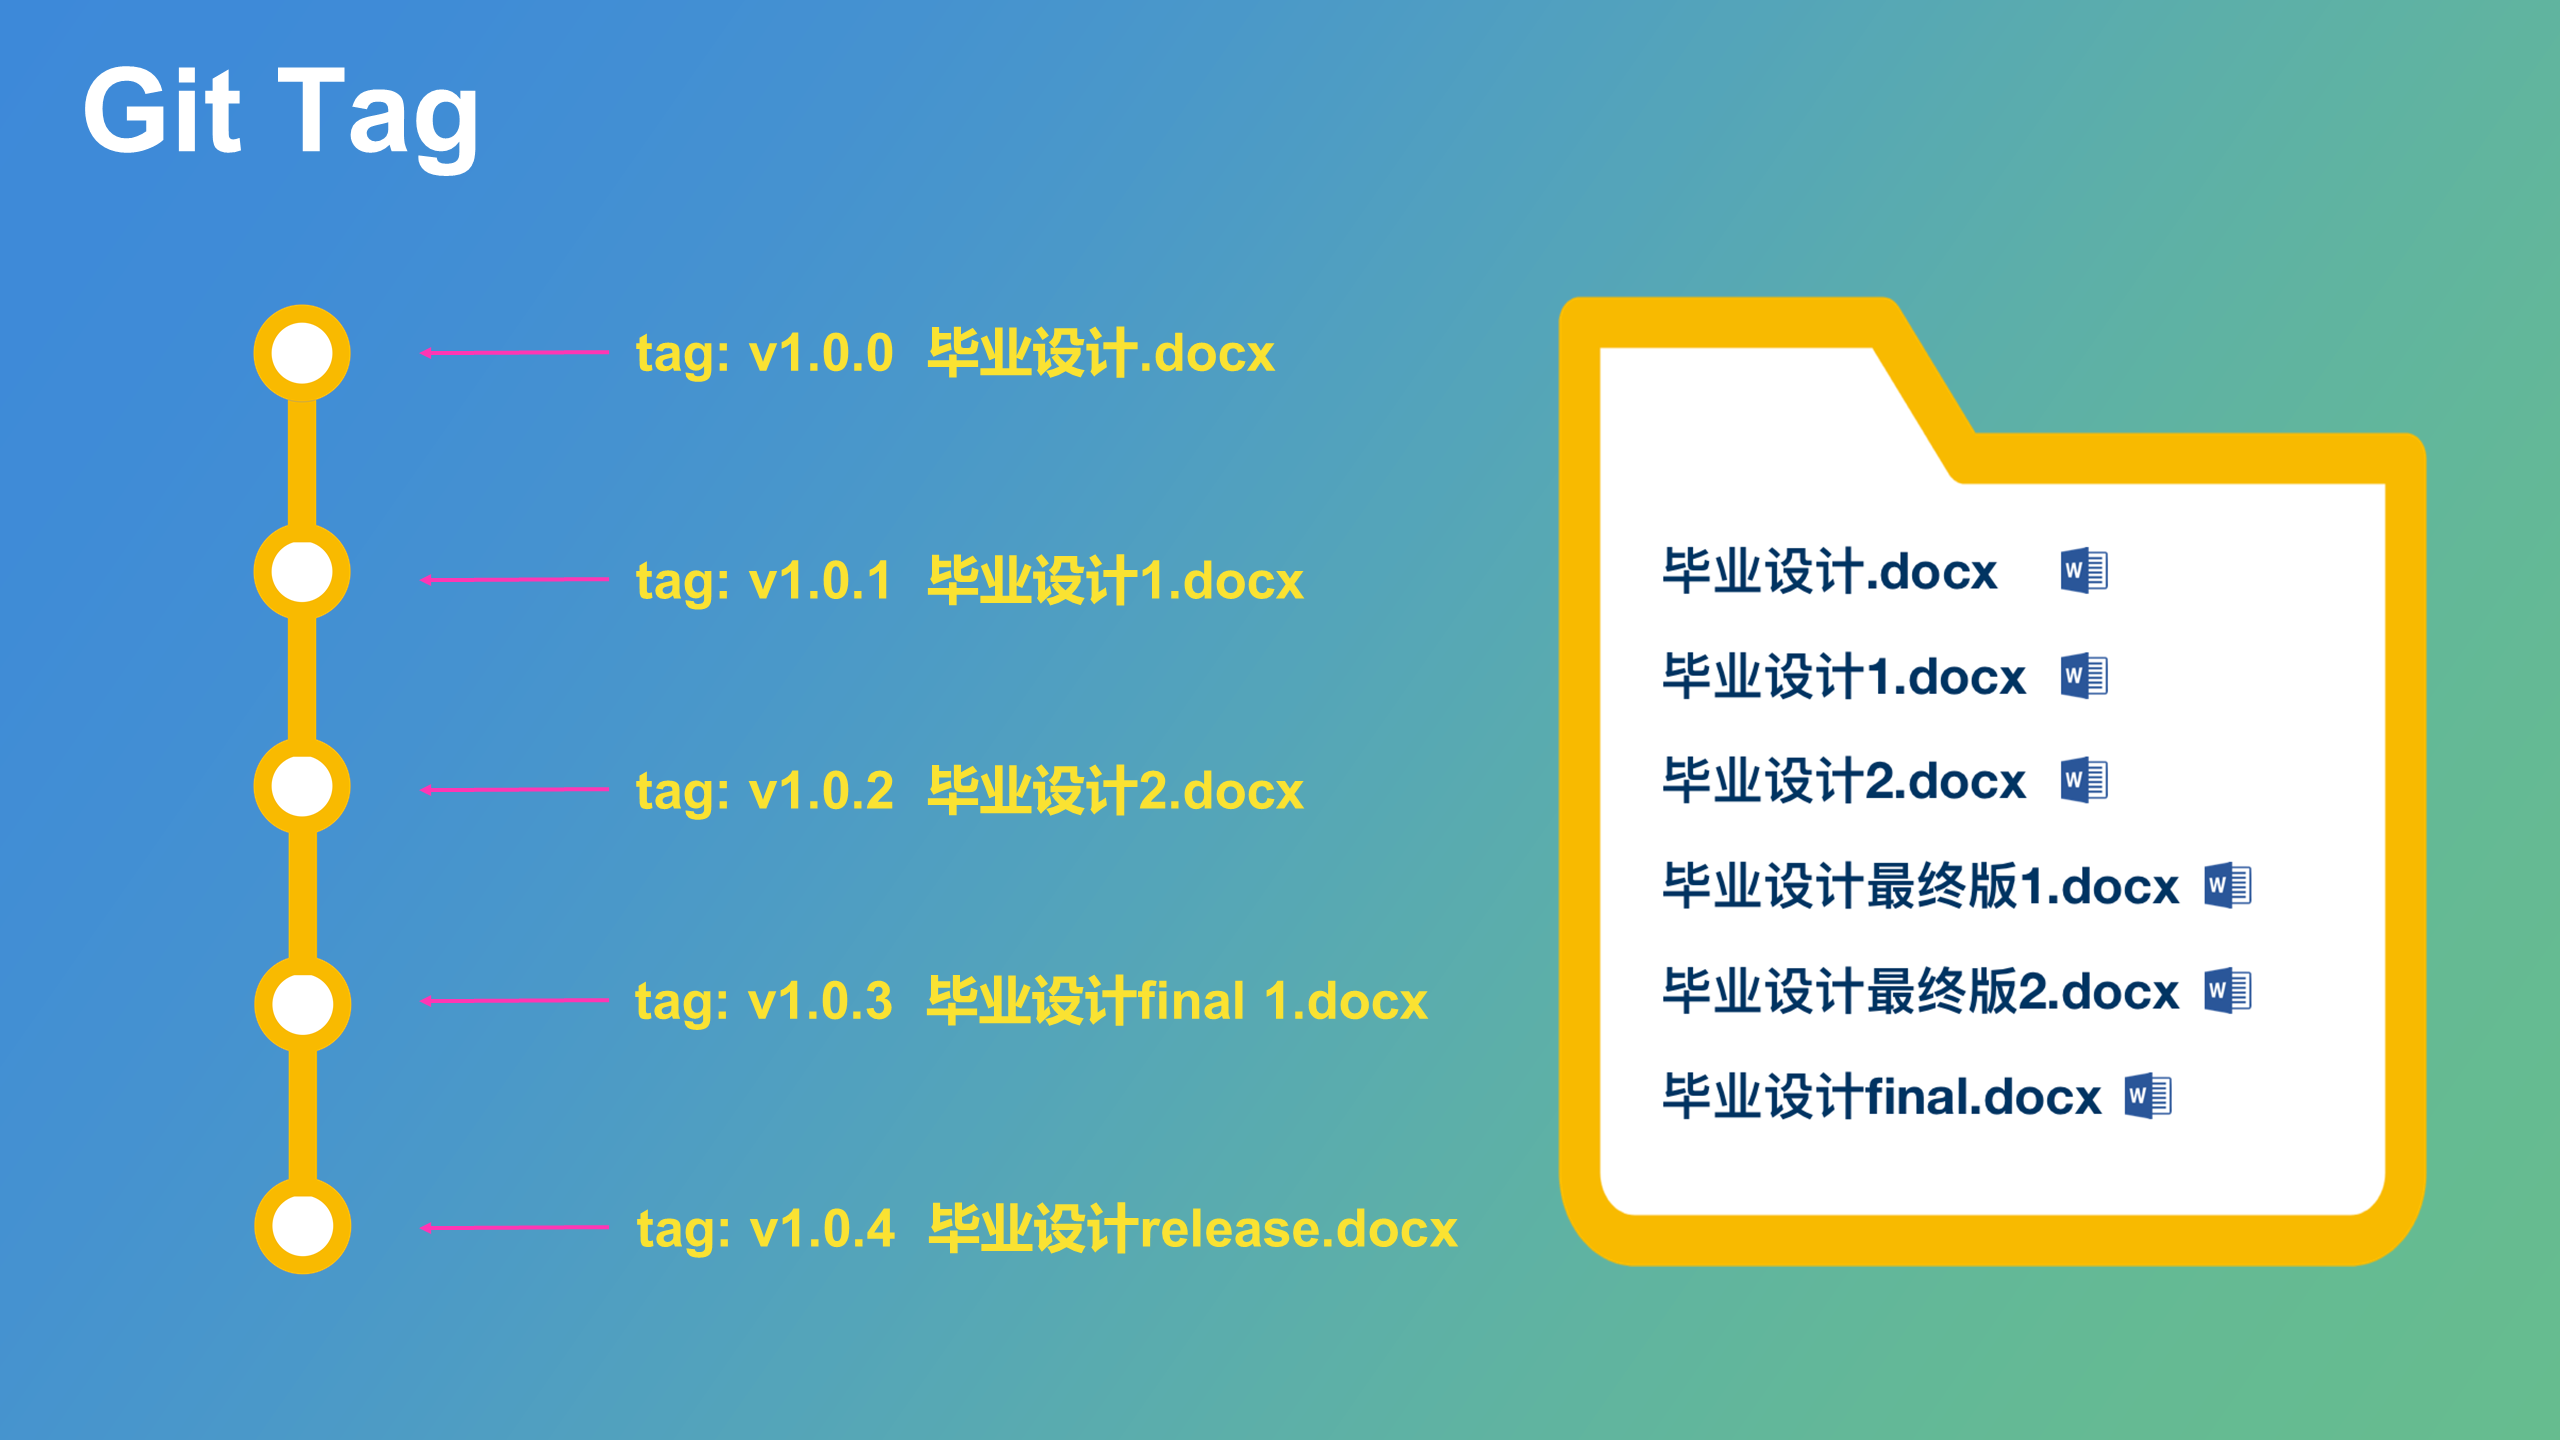 Git Tag
tag: v1.0.0 毕业设计.docx
tag: v1.0.1 毕业设计1.docx
tag: v1.0.2 毕业设计2.docx
tag: v1.0.3 毕业设计final 1.docx
tag: v1.0.4 毕业设计release.docx
毕业设计.docx W
毕业设计1.docx W
毕业设计2.docx W
毕业设计最终版1.docx W
毕业设计最终版2.docx W
毕业设计final.docx W